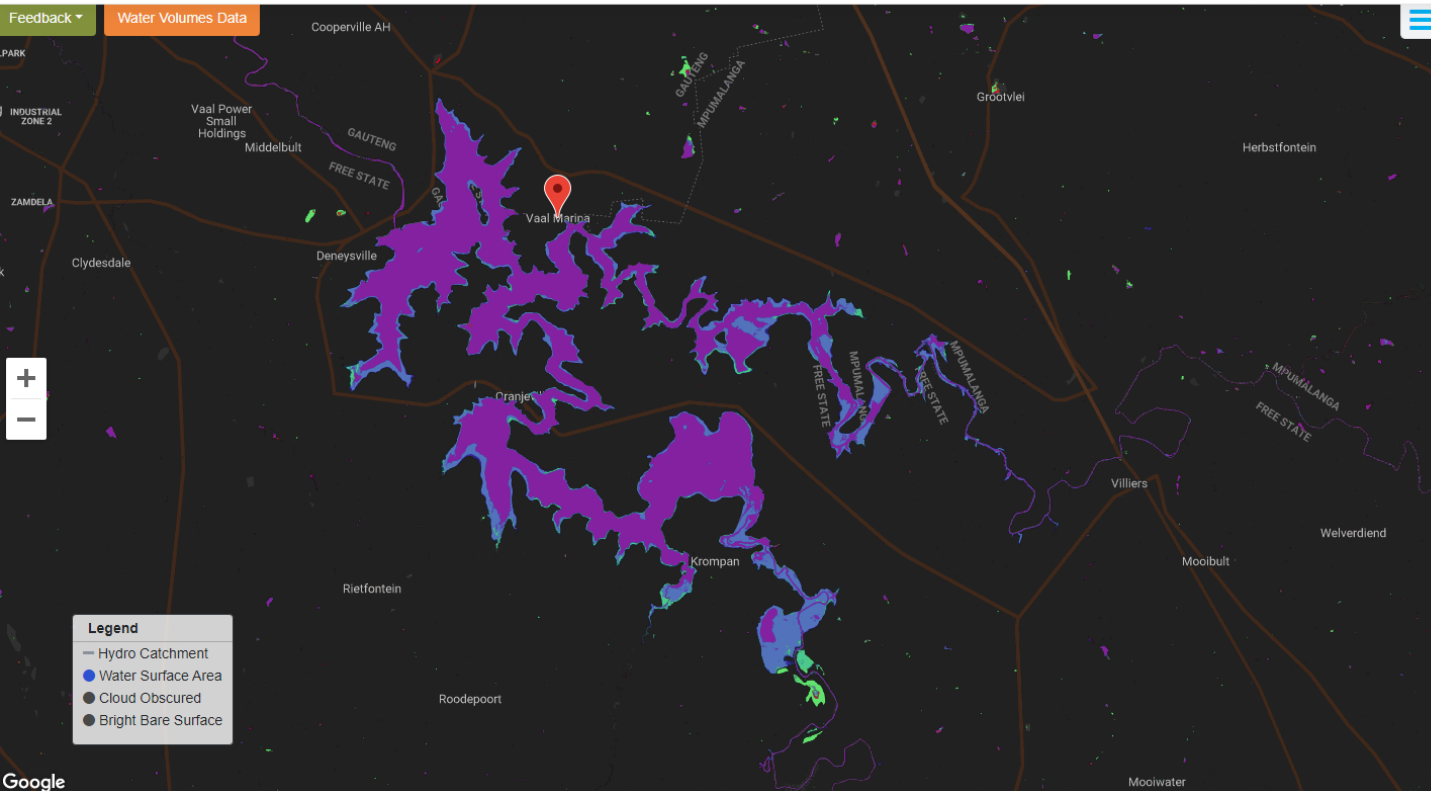 Feedback
Water Volumes Data
Cooperville AH
INDUSTRIAL
ZONE 2
Vaal Power
Small
Holdings
Middelbult
GAUTENG
FREE STATE
GAUTENG
MPUMALANGA
Grootvlei
Herbstfontein
ZAMDELA
Vaal Marina
Deneysville
Clydesdale
+
−
FREE STATE
FREE STATE
MPUMALANGA
MPUMALANGA
FREE STATE
Villiers
Welverdiend
Krompan
Mooibult
Rietfontein
Legend
Hydro Catchment
Water Surface Area
Cloud Obscured
Bright Bare Surface
Roodepoort
Google
Mooiwater